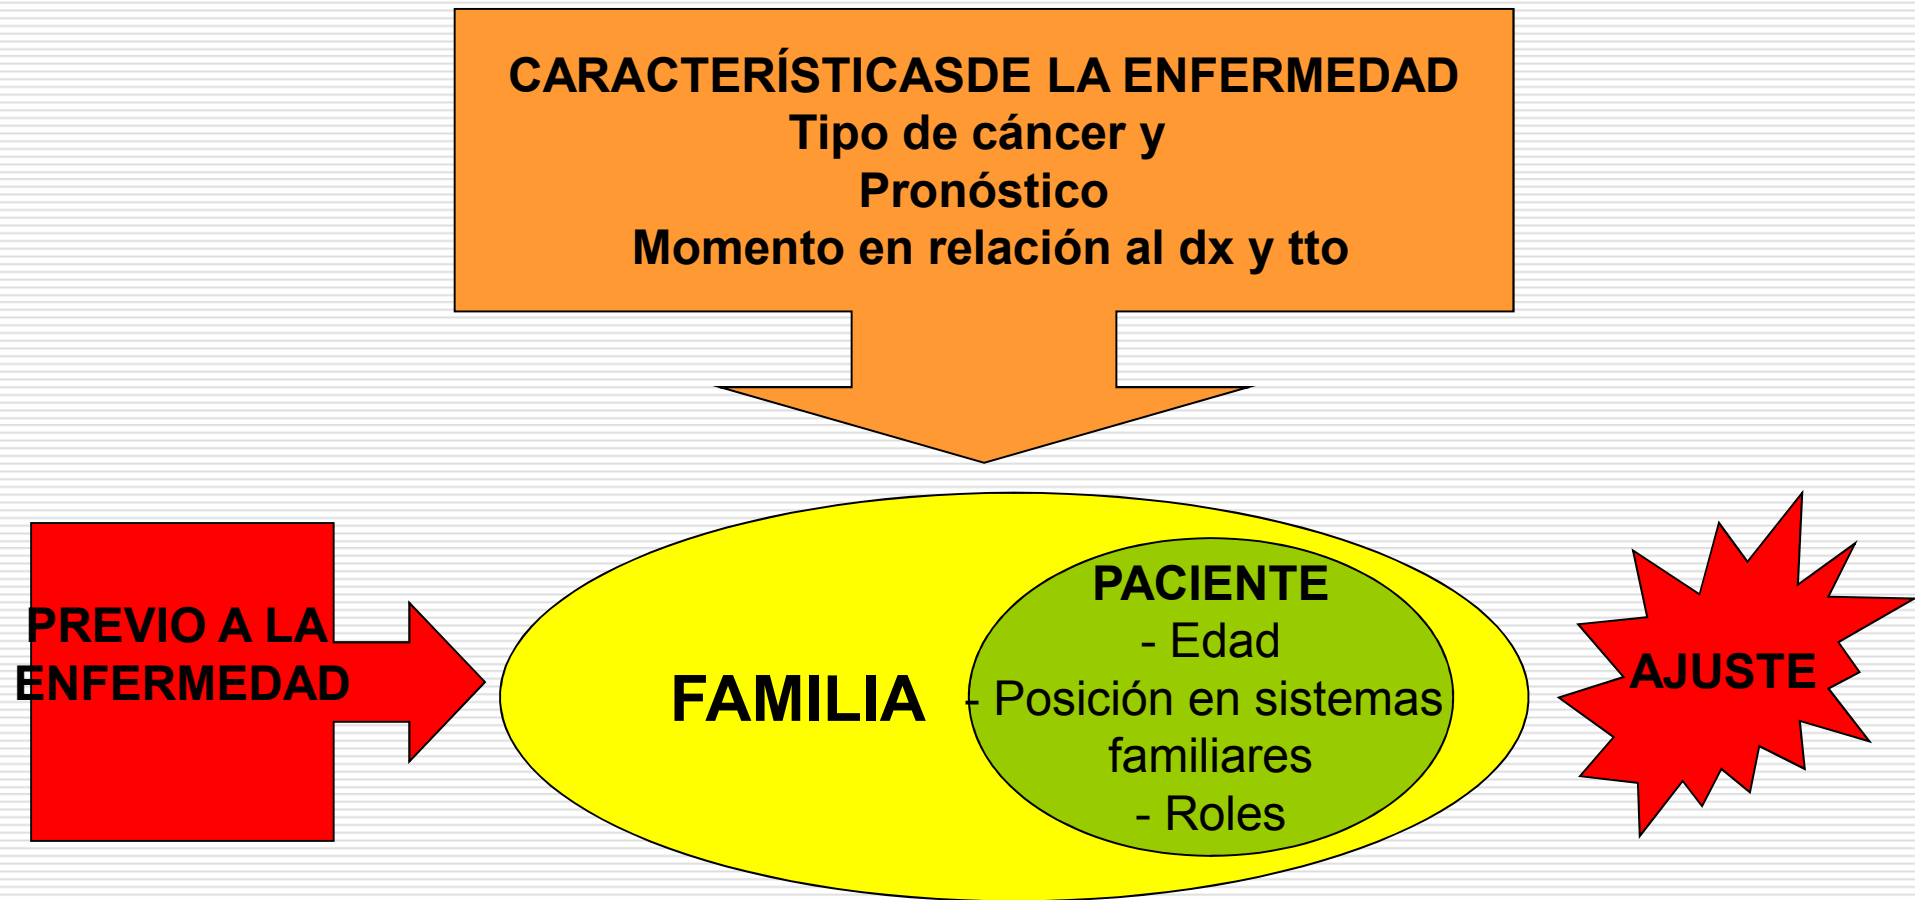 CARACTERÍSTICASDE LA ENFERMEDAD
Tipo de cáncer y
Pronóstico
Momento en relación al dx y tto
PREVIO A LA
ENFERMEDAD
FAMILIA
PACIENTE
- Edad
- Posición en sistemas
familiares
- Roles
AJUSTE